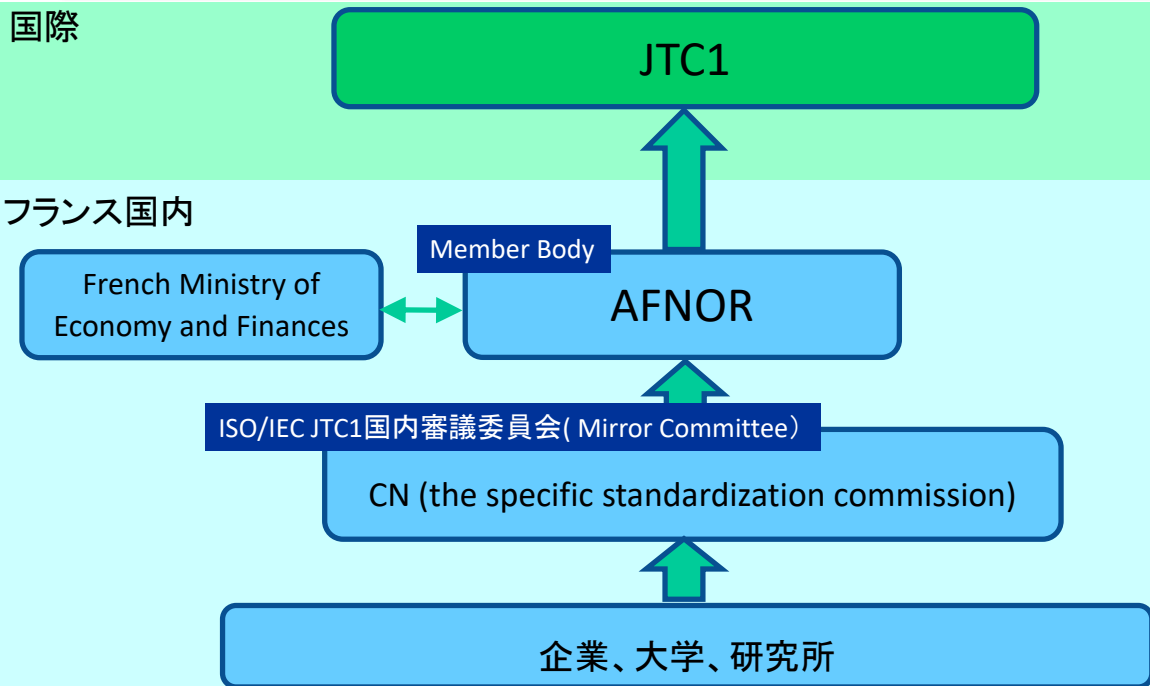 国際
JTC1
フランス国内
Member Body
French Ministry of
Economy and Finances
AFNOR
ISO/IEC JTC1国内審議委員会( Mirror Committee）
CN (the specific standardization commission)
企業、大学、研究所